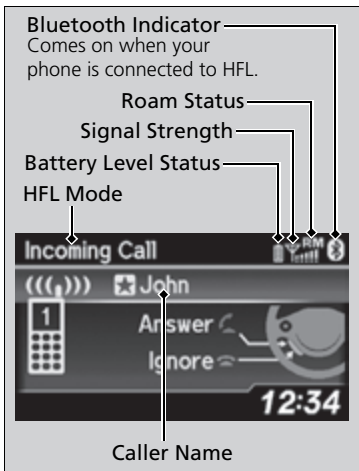 Bluetooth Indicator
Comes on when your
phone is connected to HFL.
Roam Status
Signal Strength
Battery Level Status
HFL Mode
Incoming Call
RM
John
1
Answer
Ignore
12:34
Caller Name